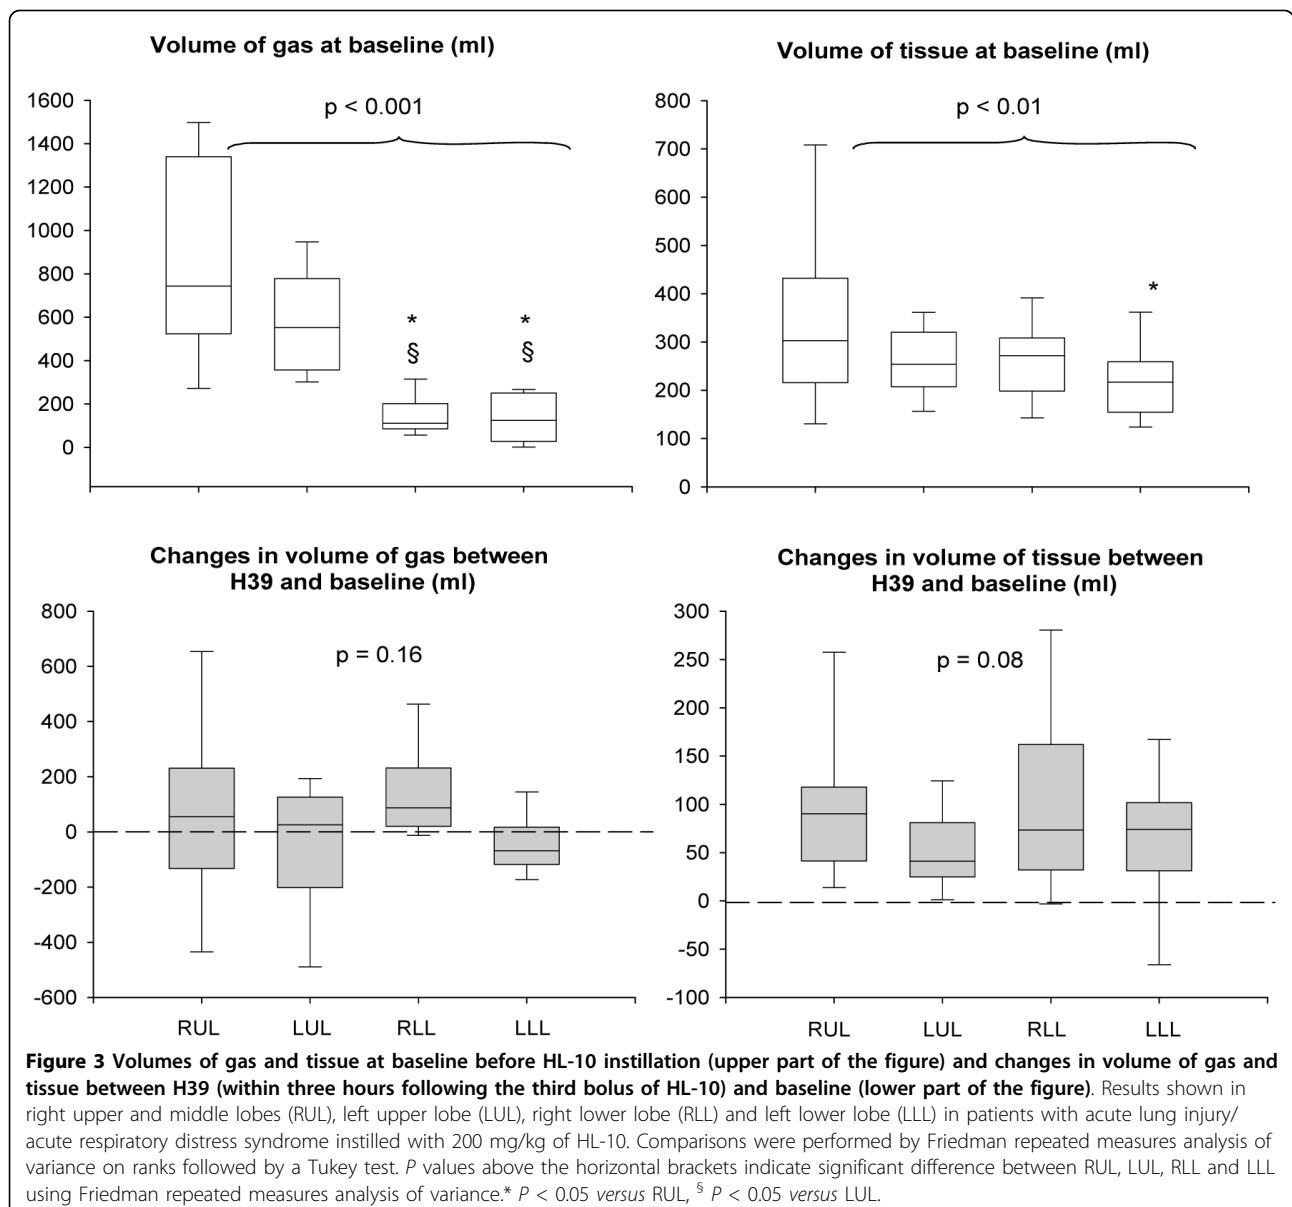 Volume of gas at baseline (ml)
1600
1400
1200
1000
800
600
400
200
0
p < 0.001
*
§
*
§
Volume of tissue at baseline (ml)
800
700
600
500
400
300
200
100
0
p < 0.01
*
Changes in volume of gas between
H39 and baseline (ml)
800
600
400
200
0
-200
-400
-600
p = 0.16
RUL LUL RLL LLL
Changes in volume of tissue between
H39 and baseline (ml)
300
250
200
150
100
50
0
-50
-100
p = 0.08
RUL LUL RLL LLL
Figure 3 Volumes of gas and tissue at baseline before HL-10 instillation (upper part of the figure) and changes in volume of gas and
tissue between H39 (within three hours following the third bolus of HL-10) and baseline (lower part of the figure). Results shown in
right upper and middle lobes (RUL), left upper lobe (LUL), right lower lobe (RLL) and left lower lobe (LLL) in patients with acute lung injury/
acute respiratory distress syndrome instilled with 200 mg/kg of HL-10. Comparisons were performed by Friedman repeated measures analysis of
variance on ranks followed by a Tukey test. P values above the horizontal brackets indicate significant difference between RUL, LUL, RLL and LLL
using Friedman repeated measures analysis of variance.* P < 0.05 versus RUL, § P < 0.05 versus LUL.